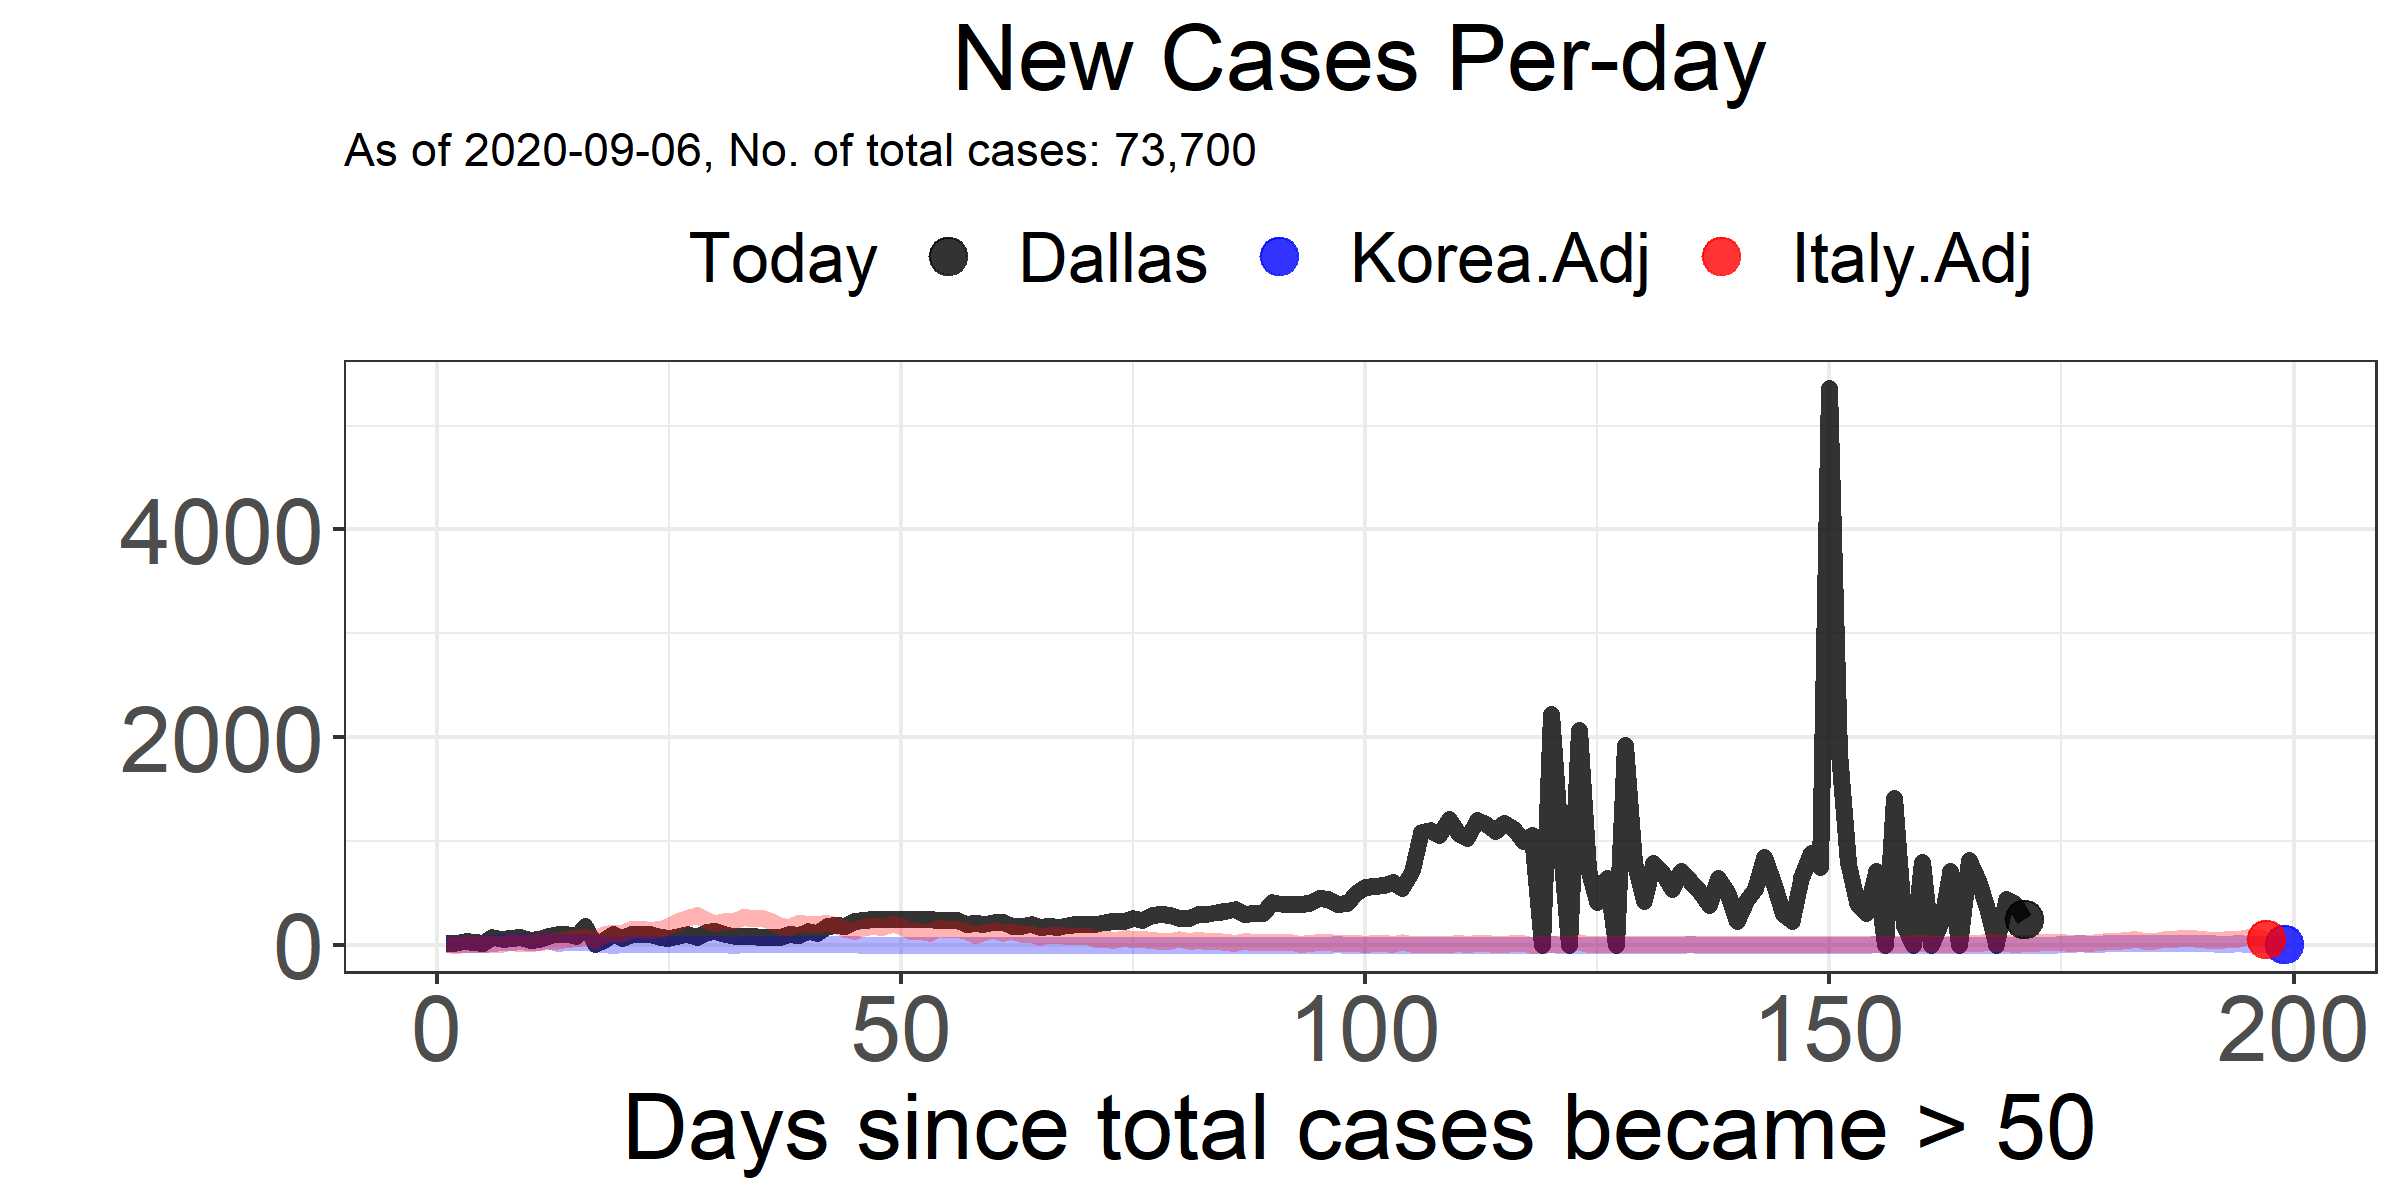 New Cases Per-day
As of 2020-09-06, No. of total cases: 73,700
Today Dallas Korea.Adj Italy.Adj
4000
2000
0
0 50 100 150 200
Days since total cases became > 50